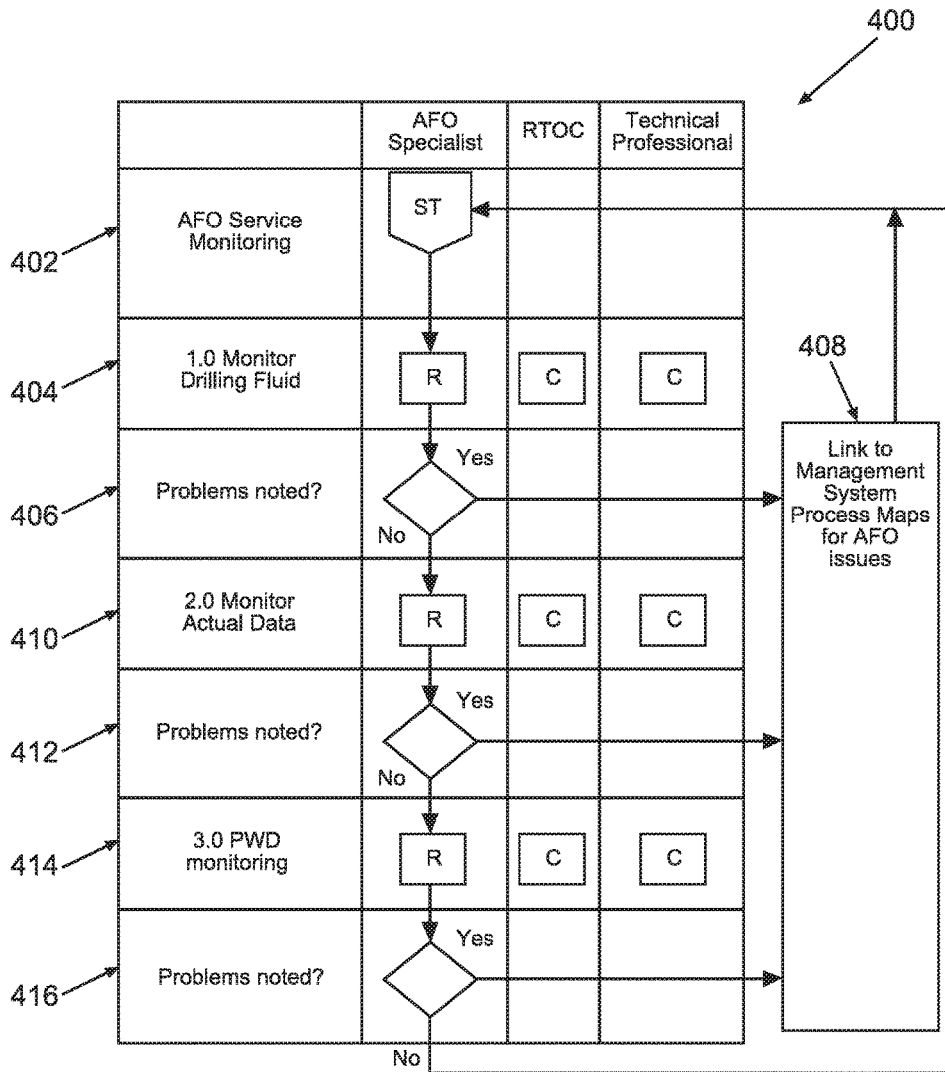 400
AFO
Specialist
RTOC
Technical
Professional
402
AFO Service
Monitoring
ST
404
1.0 Monitor
Drilling Fluid
R
C
C
408
Link to
Management
System
Process Maps
for AFO
issues
406
Problems noted?
Yes
No
410
2.0 Monitor
Actual Data
R
C
C
412
Problems noted?
Yes
No
414
3.0 PWD
monitoring
R
C
C
416
Problems noted?
Yes
No